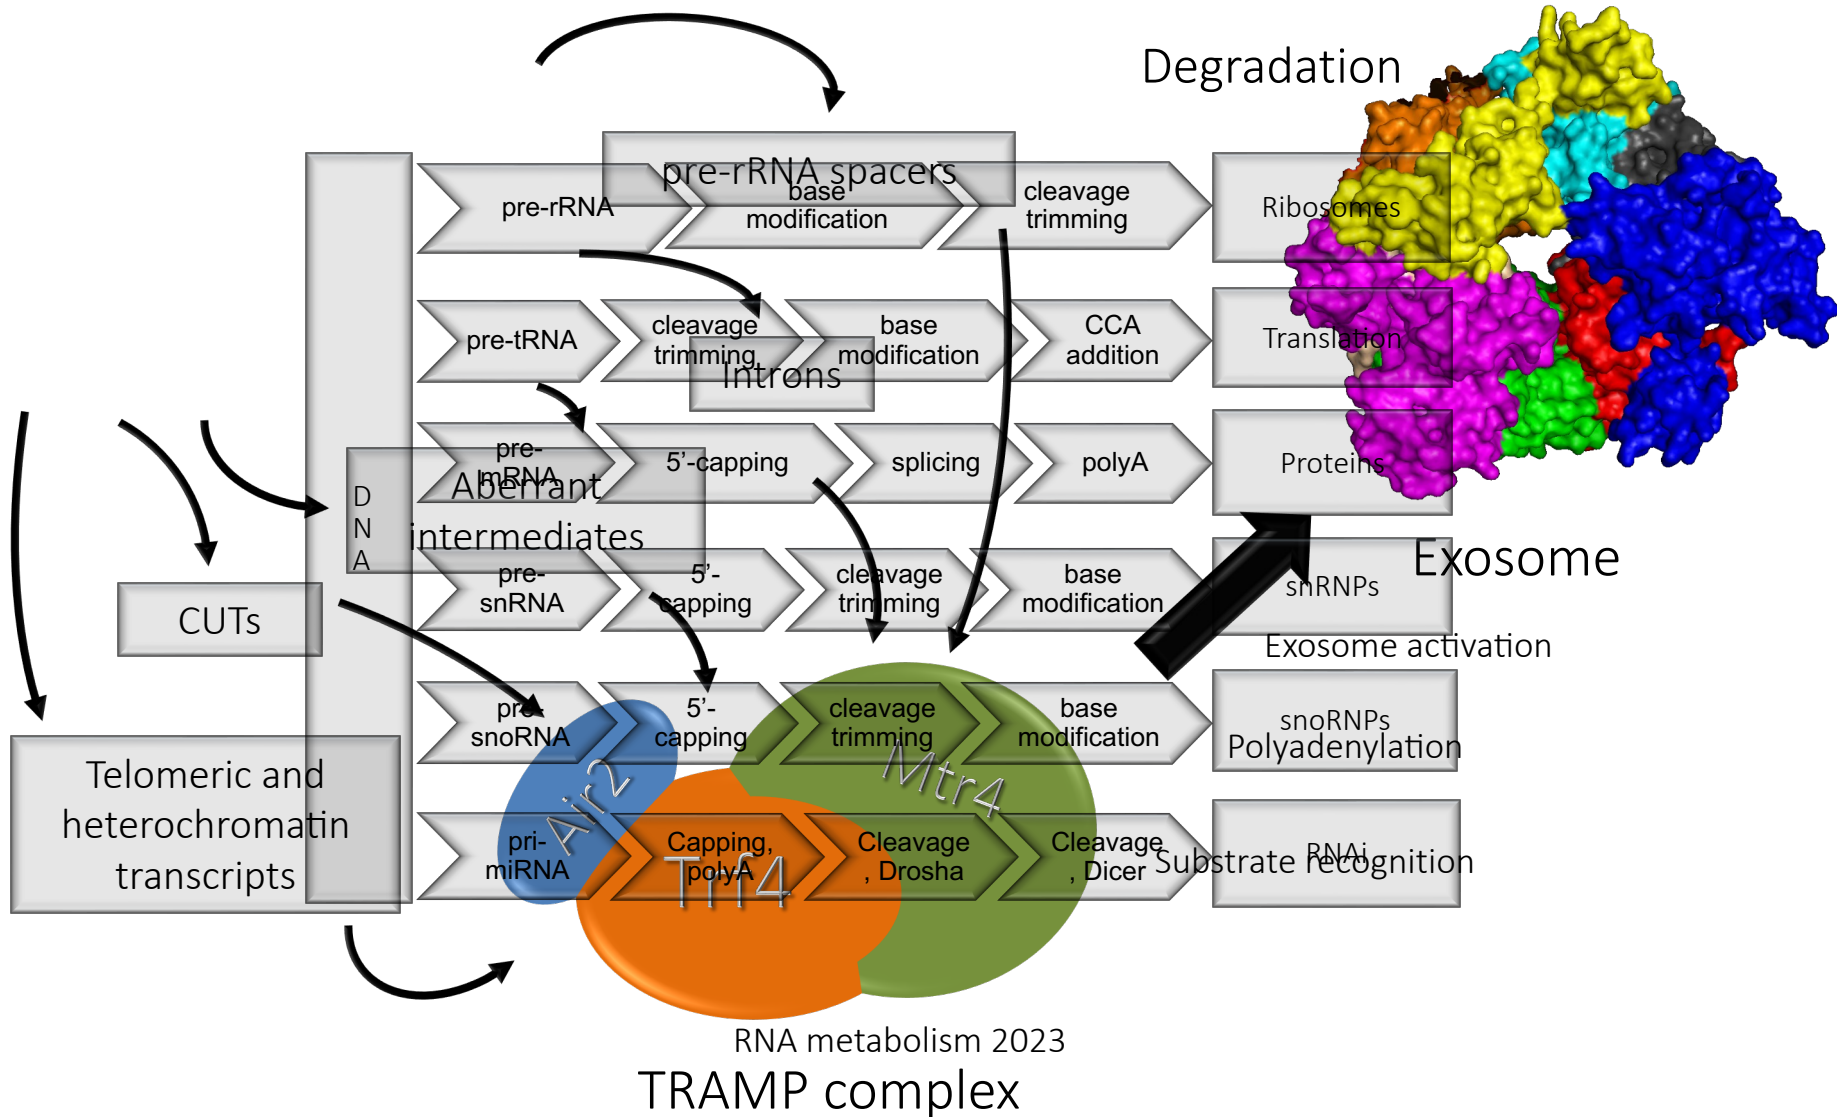 Degradation
pre-rRNA spacers
pre-rRNA
base
modification
cleavage
trimming
Ribosomes
pre-tRNA
cleavage
trimming
base
modification
CCA
addition
Translation
Introns
pre-
mRNA
5’-capping
splicing
polyA
Proteins
D
N
A
Aberrant
intermediates
Exosome
pre-
snRNA
5’-
capping
cleavage
trimming
base
modification
snRNPs
CUTs
Exosome activation
pre-
snoRNA
5’-
capping
cleavage
trimming
base
modification
snoRNPs
Polyadenylation
Telomeric and
heterochromatin
transcripts
Air2
Mtr4
Trf4
pri-
miRNA
Capping,
polyA
Cleavage
, Drosha
Cleavage
, Dicer
RNAi
Substrate recognition
RNA metabolism 2023
TRAMP complex